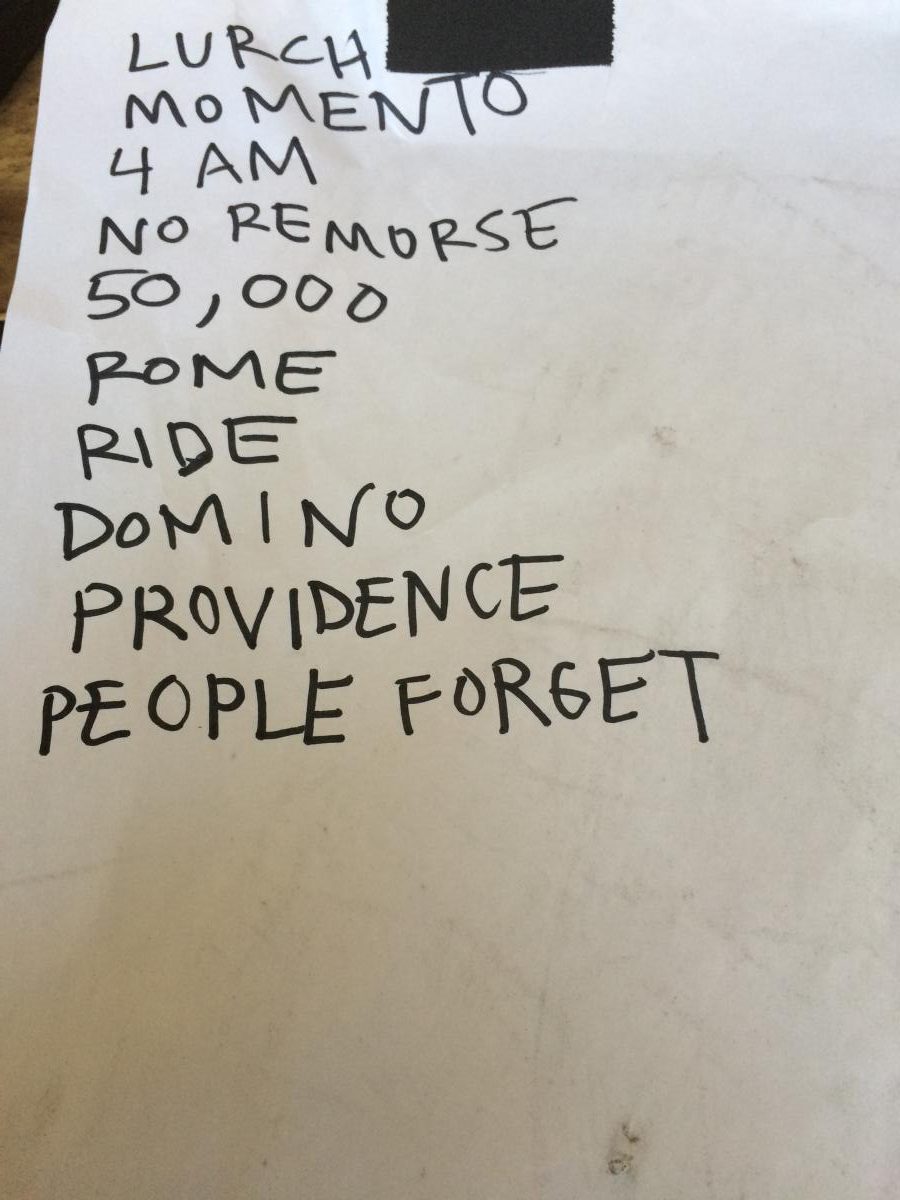 LURCH
MOMENTO
4 AM
NO REMORSE
50,000
ROME
RIDE
DOMINO
PROVIDENCE
PEOPLE FORGET